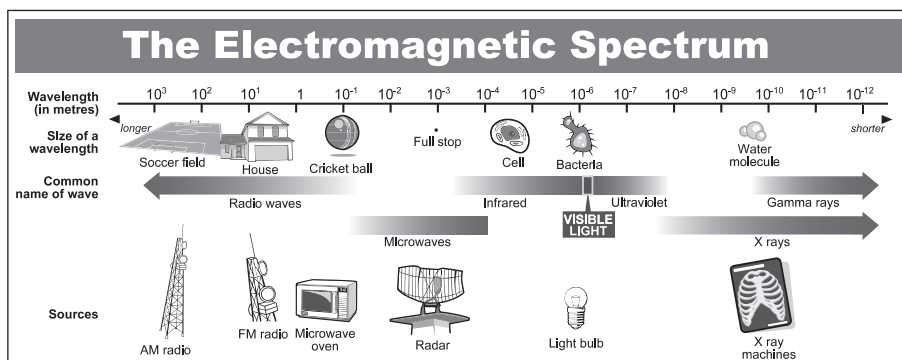 The Electromagnetic Spectrum
Wavelength
(in metres)
10³ 10² 10¹ 1 10⁻¹ 10⁻² 10⁻³ 10⁻⁴ 10⁻⁵ 10⁻⁶ 10⁻⁷ 10⁻⁸ 10⁻⁹ 10⁻¹⁰ 10⁻¹¹ 10⁻¹²
longer
shorter
Size of a
wavelength
Soccer field
House
Cricket ball
Full stop
Cell
Bacteria
Water
molecule
Common
name of wave
Radio waves
Infrared
VISIBLE
LIGHT
Ultraviolet
Gamma rays
Microwaves
X rays
Sources
AM radio
FM radio
Microwave
oven
Radar
Light bulb
X ray
machines